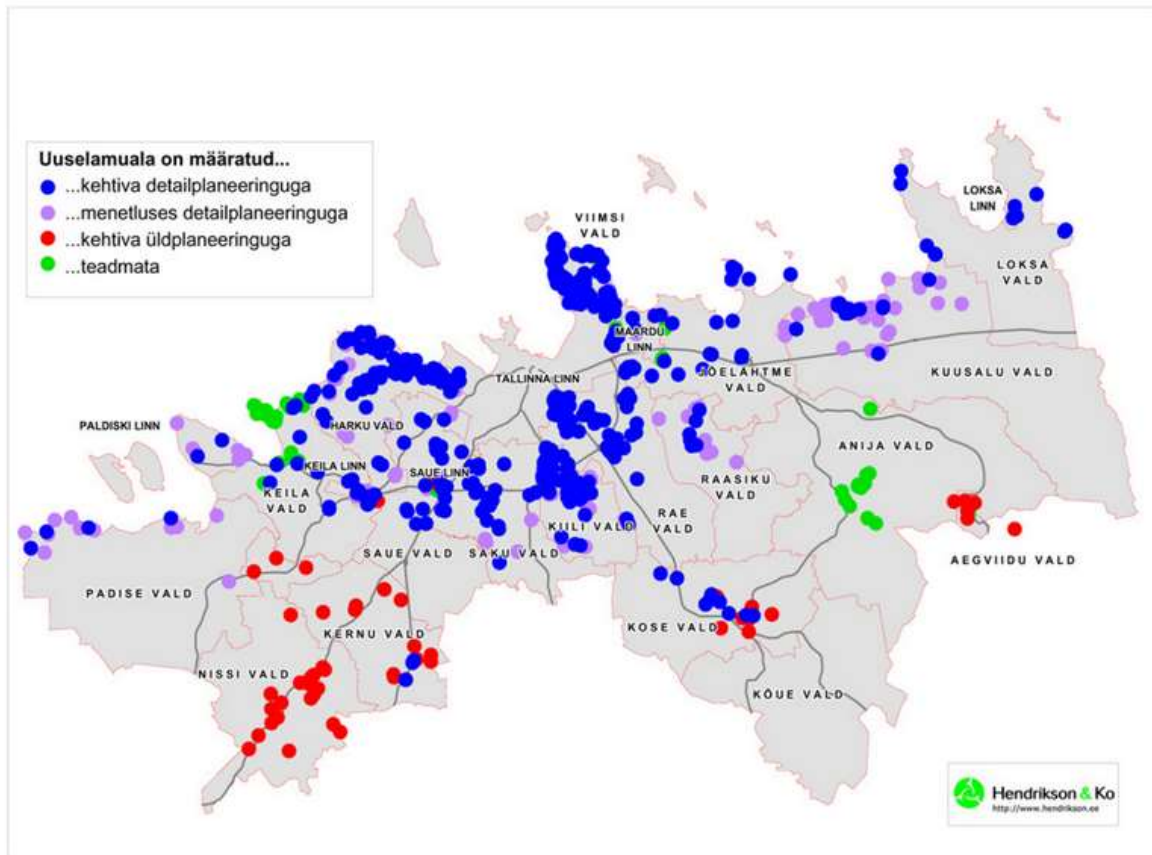 Uuselamuala on määratud...
...kehtiva detailplaneeringuga
...menetluses detailplaneeringuga
...kehtiva üldplaneeringuga
...teadmata
VIIMSI
VALD
LOKSA
LINN
LOKSA
VALD
MAARDU
LINN
TALLINNA LINN
JÕELÄHTME
VALD
KUUSALU VALD
PALDISKI LINN
HARKU VALD
ANIJA VALD
KEILA LINN
SAUE LINN
KEILA
VALD
RAASIKU
VALD
RAE
VALD
KIILI VALD
SAUE VALD
SAKU VALD
AEGVIIDU VALD
PADISE VALD
KERNU VALD
KOSE VALD
NISSI VALD
KÕUE VALD
Hendrikson & Ko
http://www.hendrikson.ee